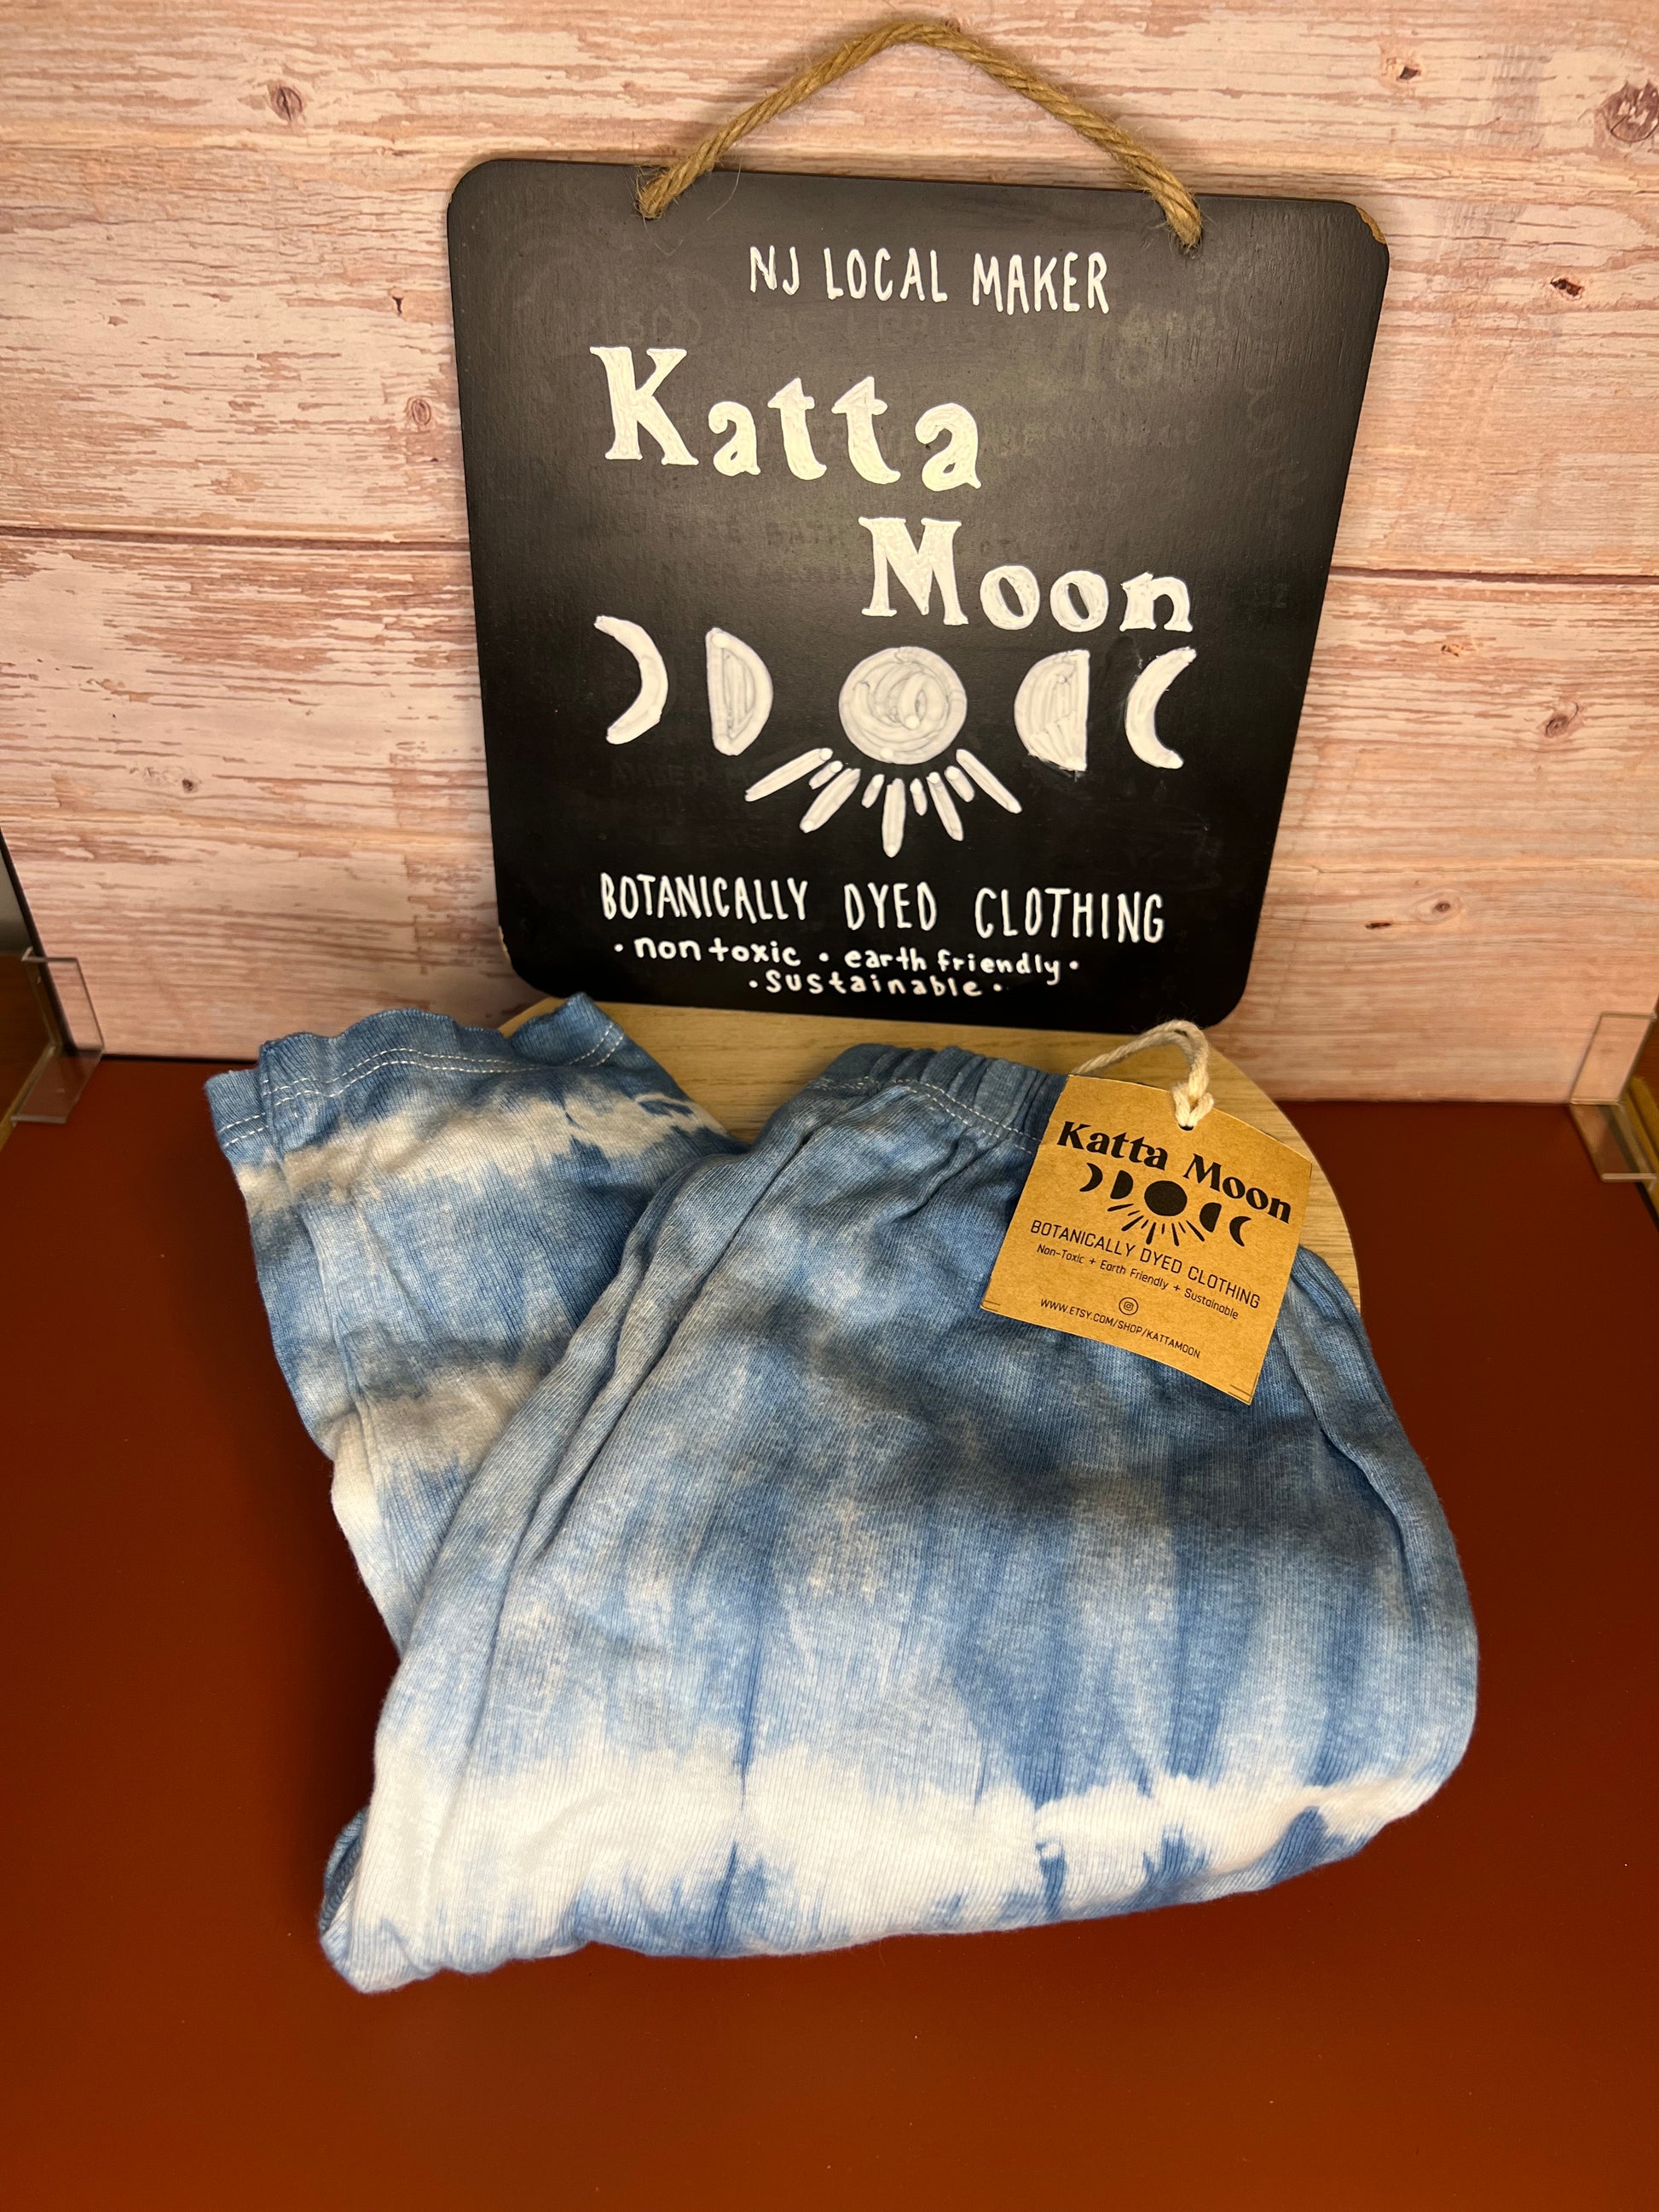 NJ LOCAL MAKER
Katta
Moon
BOTANICALLY DYED CLOTHING
• non toxic • earth friendly •
• sustainable •
Katta Moon
BOTANICALLY DYED CLOTHING
Non-Toxic + Earth Friendly + Sustainable
WWW.ETSY.COM/SHOP/KATTAMOON